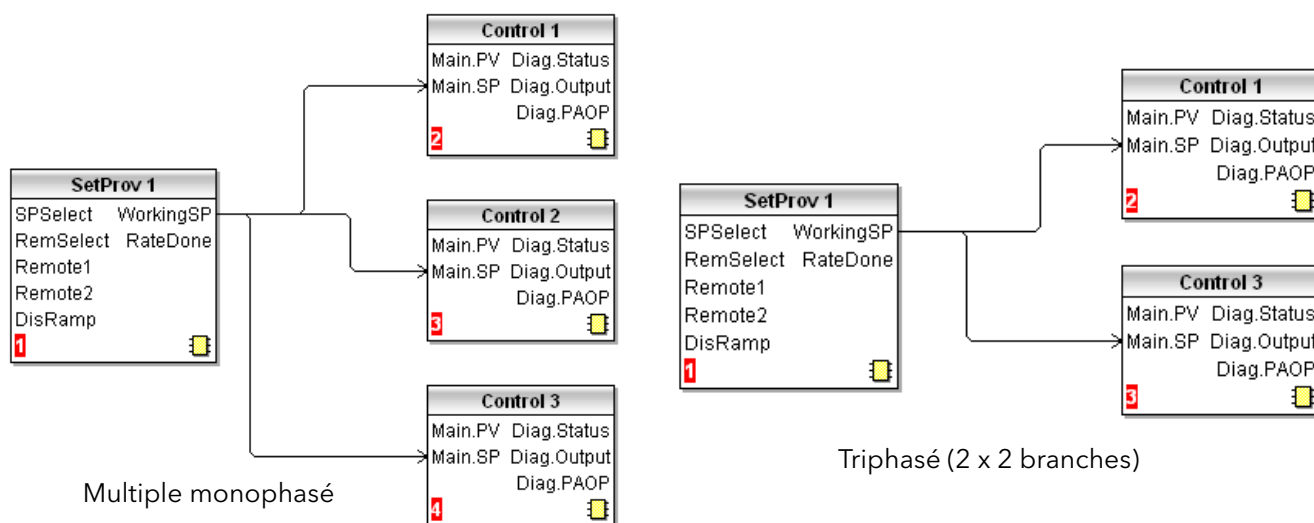 Control 1
Main.PV Diag.Status
Main.SP Diag.Output
Diag.PAOP
2
SetProv 1
SPSelect WorkingSP
RemSelect RateDone
Remote1
Remote2
DisRamp
1
Control 2
Main.PV Diag.Status
Main.SP Diag.Output
Diag.PAOP
3
Control 3
Main.PV Diag.Status
Main.SP Diag.Output
Diag.PAOP
4
Multiple monophasé
Control 1
Main.PV Diag.Status
Main.SP Diag.Output
Diag.PAOP
2
SetProv 1
SPSelect WorkingSP
RemSelect RateDone
Remote1
Remote2
DisRamp
1
Control 3
Main.PV Diag.Status
Main.SP Diag.Output
Diag.PAOP
3
Triphasé (2 x 2 branches)